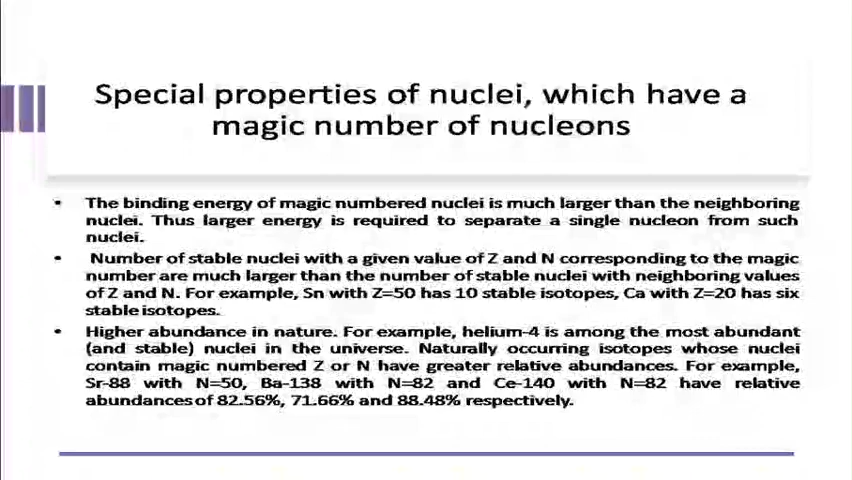 Special properties of nuclei, which have a
magic number of nucleons
• The binding energy of magic numbered nuclei is much larger than the neighboring
nuclei. Thus larger energy is required to separate a single nucleon from such
nuclei.
• Number of stable nuclei with a given value of Z and N corresponding to the magic
number are much larger than the number of stable nuclei with neighboring values
of Z and N. For example, Sn with Z=50 has 10 stable isotopes, Ca with Z=20 has six
stable isotopes.
• Higher abundance in nature. For example, helium-4 is among the most abundant
(and stable) nuclei in the universe. Naturally occurring isotopes whose nuclei
contain magic numbered Z or N have greater relative abundances. For example,
Sr-88 with N=50, Ba-138 with N=82 and Ce-140 with N=82 have relative
abundances of 82.56%, 71.66% and 88.48% respectively.